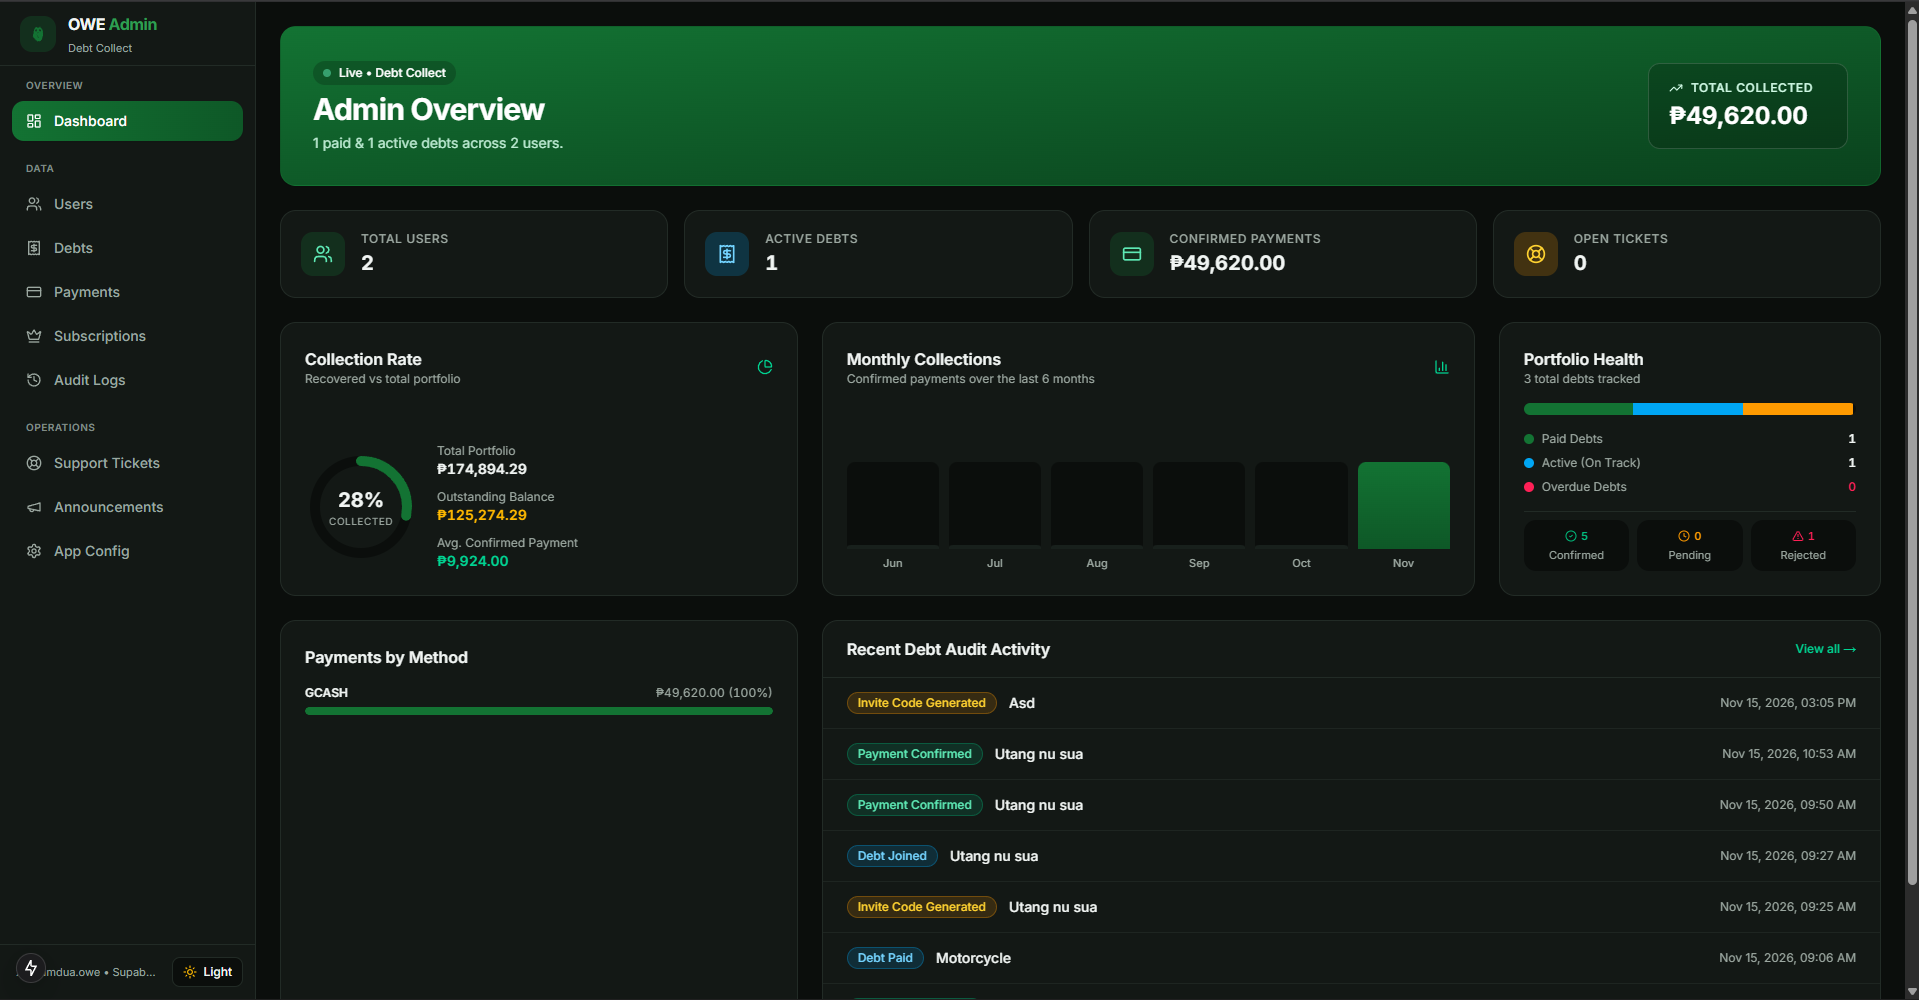 OWE Admin
Debt Collect
OVERVIEW
Dashboard
DATA
Users
Debts
Payments
Subscriptions
Audit Logs
OPERATIONS
Support Tickets
Announcements
App Config
mdua.owe • Supab...
Light
Live • Debt Collect
Admin Overview
1 paid & 1 active debts across 2 users.
TOTAL COLLECTED
₱49,620.00
TOTAL USERS
2
ACTIVE DEBTS
1
CONFIRMED PAYMENTS
₱49,620.00
OPEN TICKETS
0
Collection Rate
Recovered vs total portfolio
28%
COLLECTED
Total Portfolio
₱174,894.29
Outstanding Balance
₱125,274.29
Avg. Confirmed Payment
₱9,924.00
Monthly Collections
Confirmed payments over the last 6 months
Jun Jul Aug Sep Oct Nov
Portfolio Health
3 total debts tracked
Paid Debts 1
Active (On Track) 1
Overdue Debts 0
5 Confirmed
0 Pending
1 Rejected
Payments by Method
GCASH ₱49,620.00 (100%)
Recent Debt Audit Activity View all →
Invite Code Generated Asd Nov 15, 2026, 03:05 PM
Payment Confirmed Utang nu sua Nov 15, 2026, 10:53 AM
Payment Confirmed Utang nu sua Nov 15, 2026, 09:50 AM
Debt Joined Utang nu sua Nov 15, 2026, 09:27 AM
Invite Code Generated Utang nu sua Nov 15, 2026, 09:25 AM
Debt Paid Motorcycle Nov 15, 2026, 09:06 AM